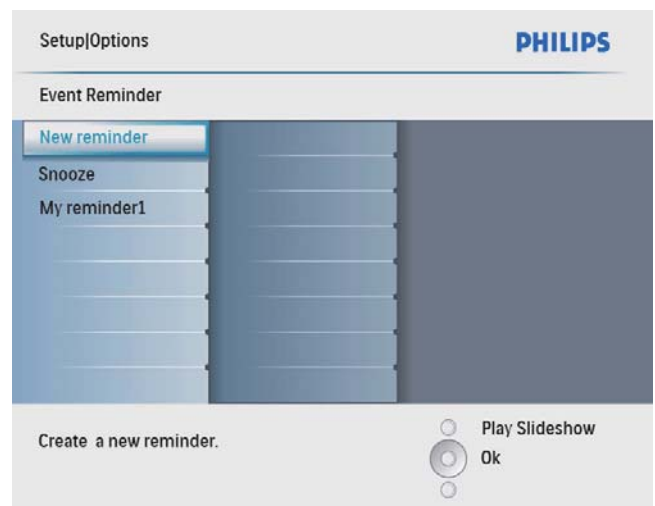 Setup|Options
PHILIPS
Event Reminder
New reminder
Snooze
My reminder1
Create a new reminder.
Play Slideshow
Ok